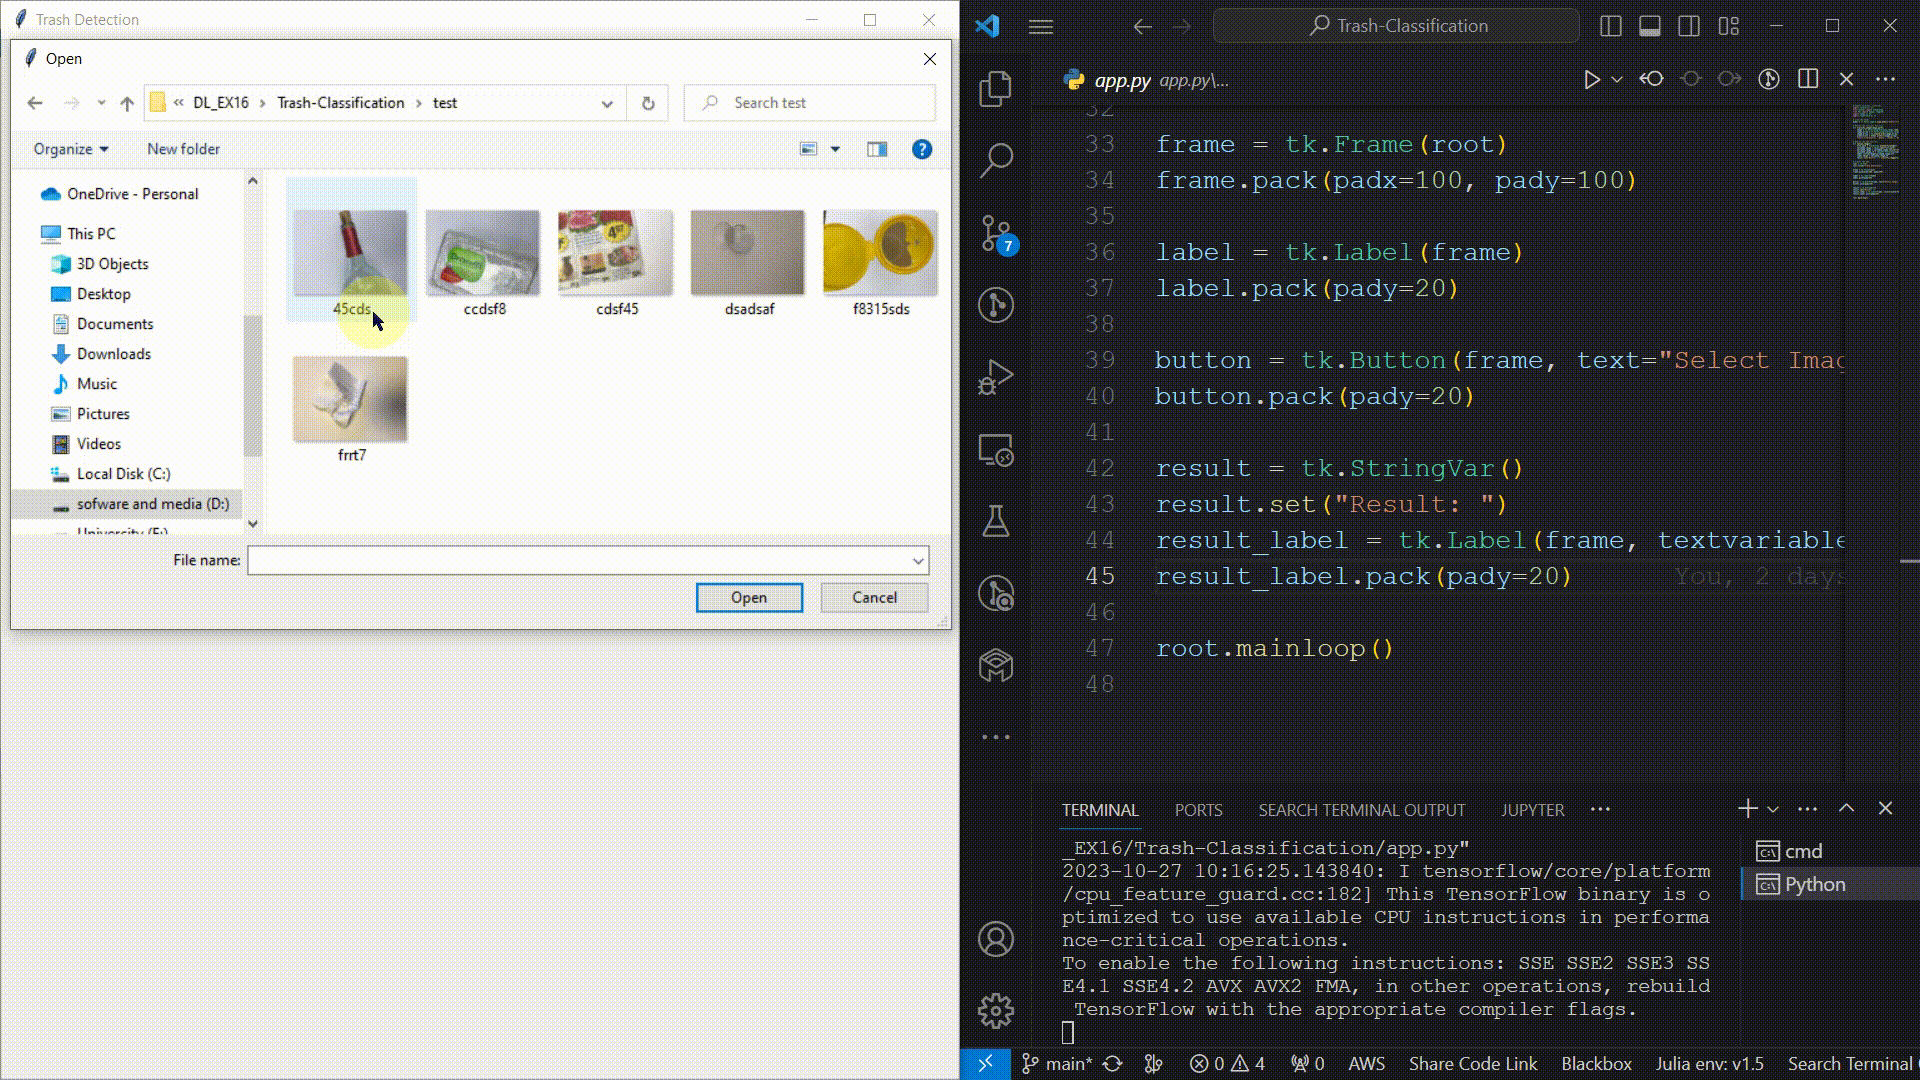 Trash Detection
Open
« DL_EX16 › Trash-Classification › test
Search test
Organize
New folder
OneDrive - Personal
This PC
3D Objects
Desktop
Documents
Downloads
Music
Pictures
Videos
Local Disk (C:)
sofware and media (D:)
University (E:)
45cds
ccdsf8
cdsf45
dsadsaf
f8315sds
frrt7
File name:
Open
Cancel
Trash-Classification
app.py app.py\...
7
32
33 frame = tk.Frame(root)
34 frame.pack(padx=100, pady=100)
35
36 label = tk.Label(frame)
37 label.pack(pady=20)
38
39 button = tk.Button(frame, text="Select Imag
40 button.pack(pady=20)
41
42 result = tk.StringVar()
43 result.set("Result: ")
44 result_label = tk.Label(frame, textvariable
45 result_label.pack(pady=20) You, 2 days
46
47 root.mainloop()
48
TERMINAL PORTS SEARCH TERMINAL OUTPUT JUPYTER
_EX16/Trash-Classification/app.py"
2023-10-27 10:16:25.143840: I tensorflow/core/platform
/cpu_feature_guard.cc:182] This TensorFlow binary is o
ptimized to use available CPU instructions in performa
nce-critical operations.
To enable the following instructions: SSE SSE2 SSE3 SS
E4.1 SSE4.2 AVX AVX2 FMA, in other operations, rebuild
TensorFlow with the appropriate compiler flags.
cmd
Python
main* 0 4 0 AWS Share Code Link Blackbox Julia env: v1.5 Search Terminal